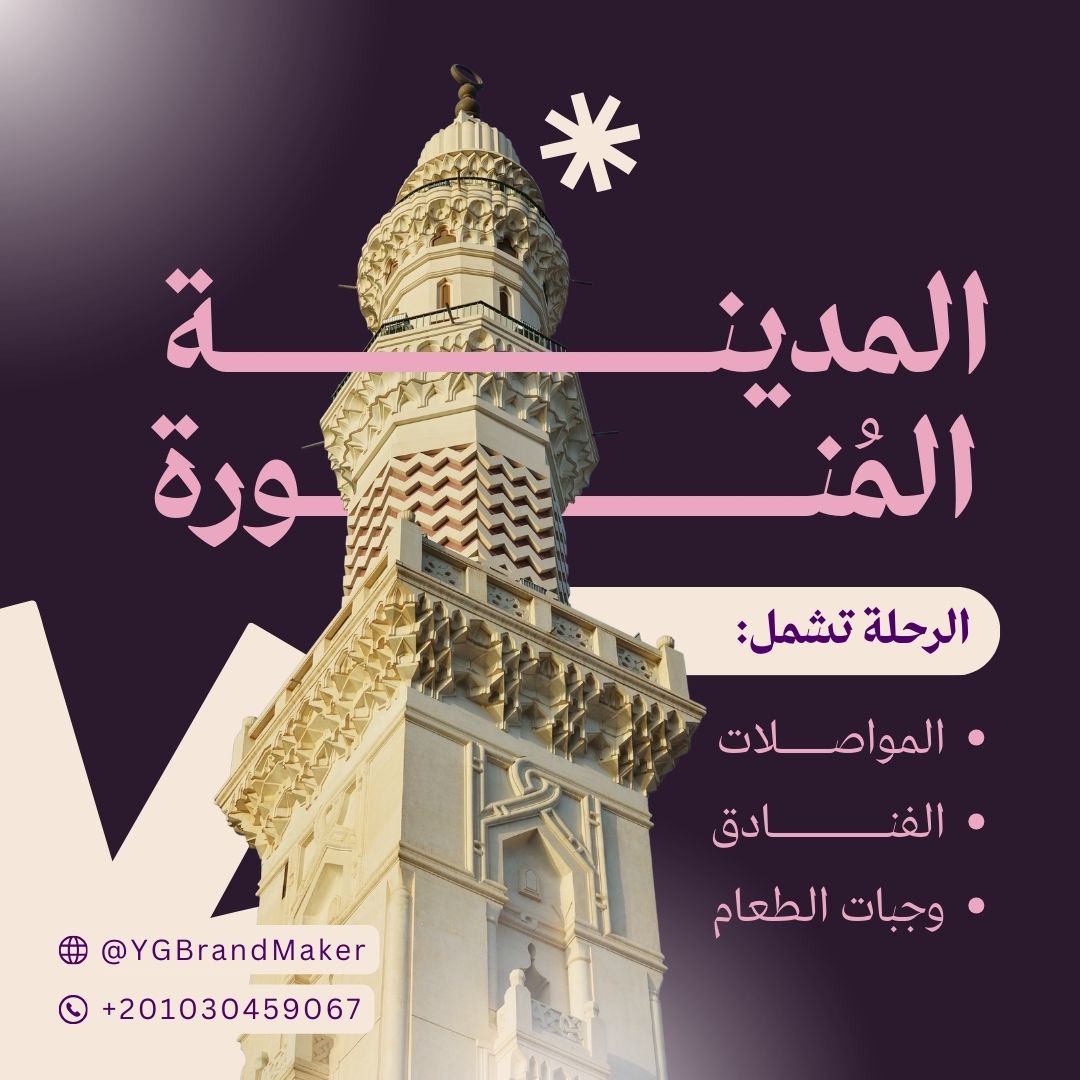 المدينة
المُنورة
الرحلة تشمل:
• المواصلات
• الفنادق
• وجبات الطعام
@YGBrandMaker
+201030459067